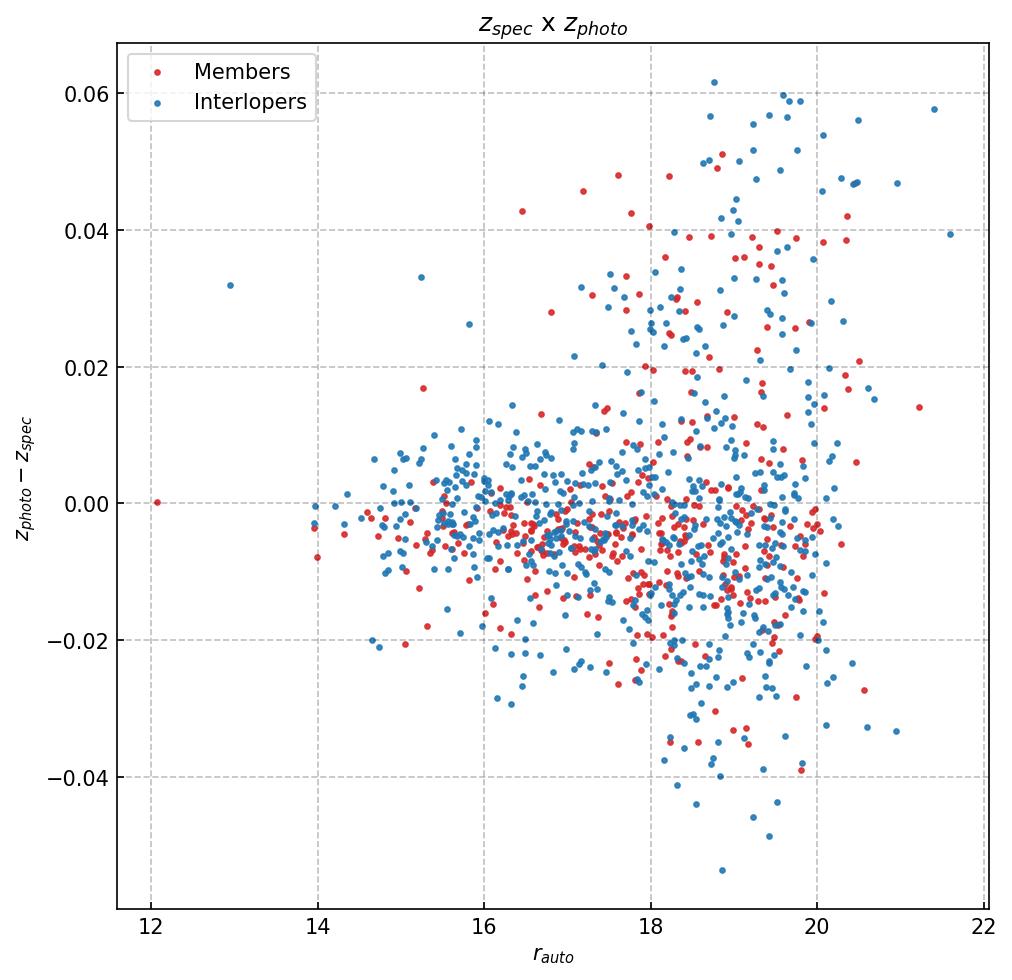 z_spec x z_photo
Members
Interlopers
0.06
0.04
0.02
0.00
−0.02
−0.04
z_photo − z_spec
12
14
16
18
20
22
r_auto